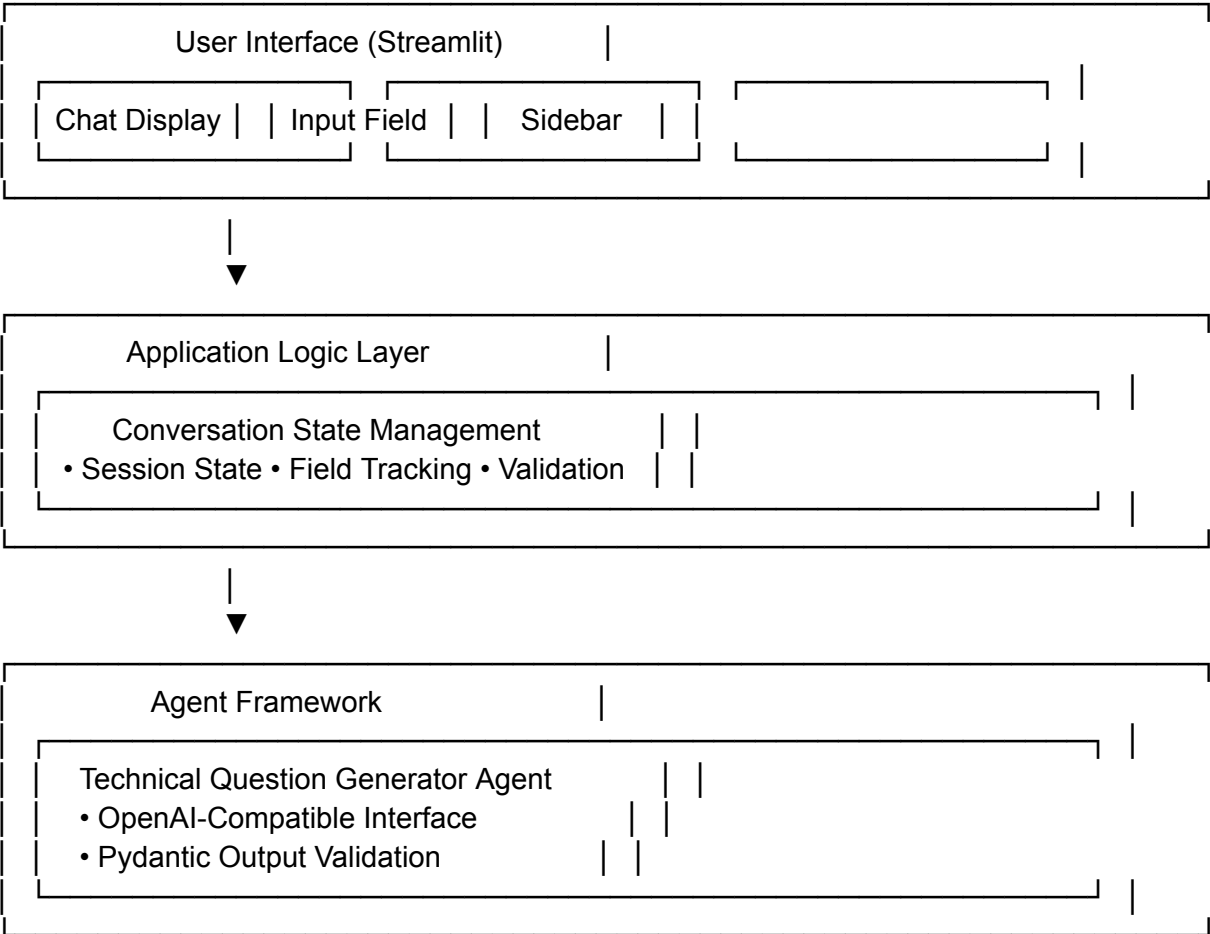 User Interface (Streamlit)
Chat Display Input Field Sidebar
Application Logic Layer
Conversation State Management
• Session State • Field Tracking • Validation
Agent Framework
Technical Question Generator Agent
• OpenAI-Compatible Interface
• Pydantic Output Validation